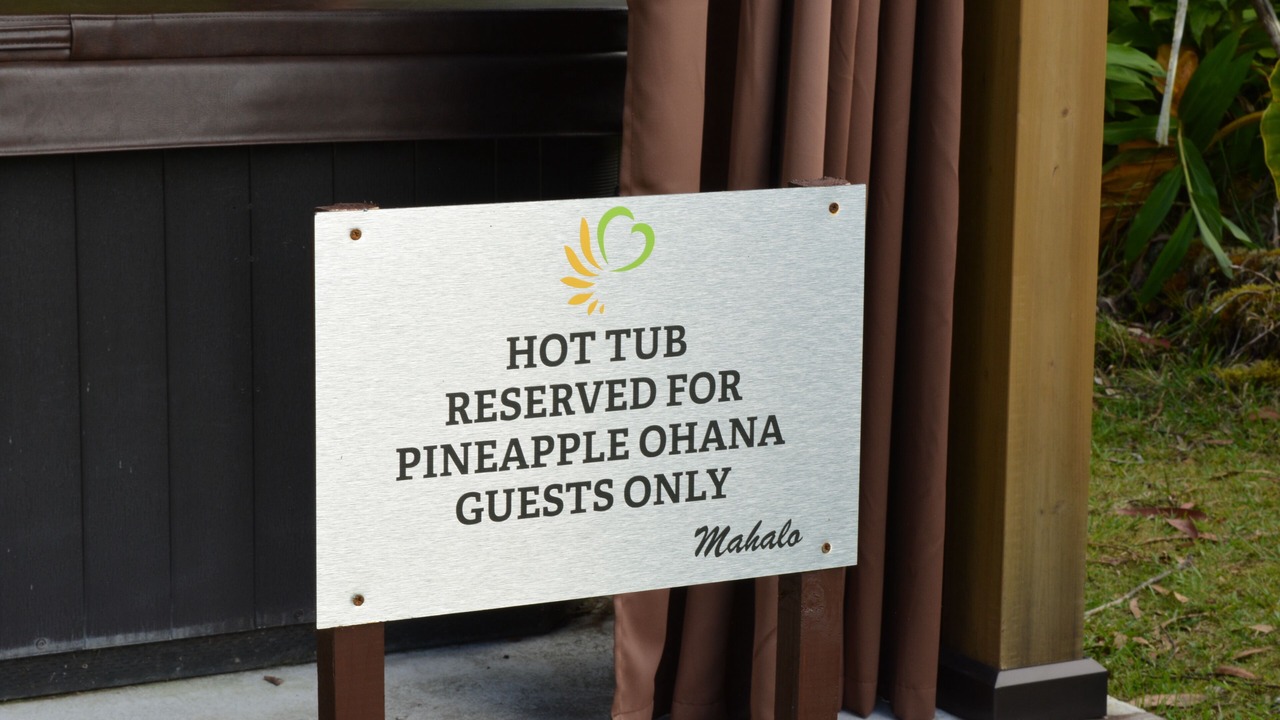 HOT TUB
RESERVED FOR
PINEAPPLE OHANA
GUESTS ONLY
Mahalo